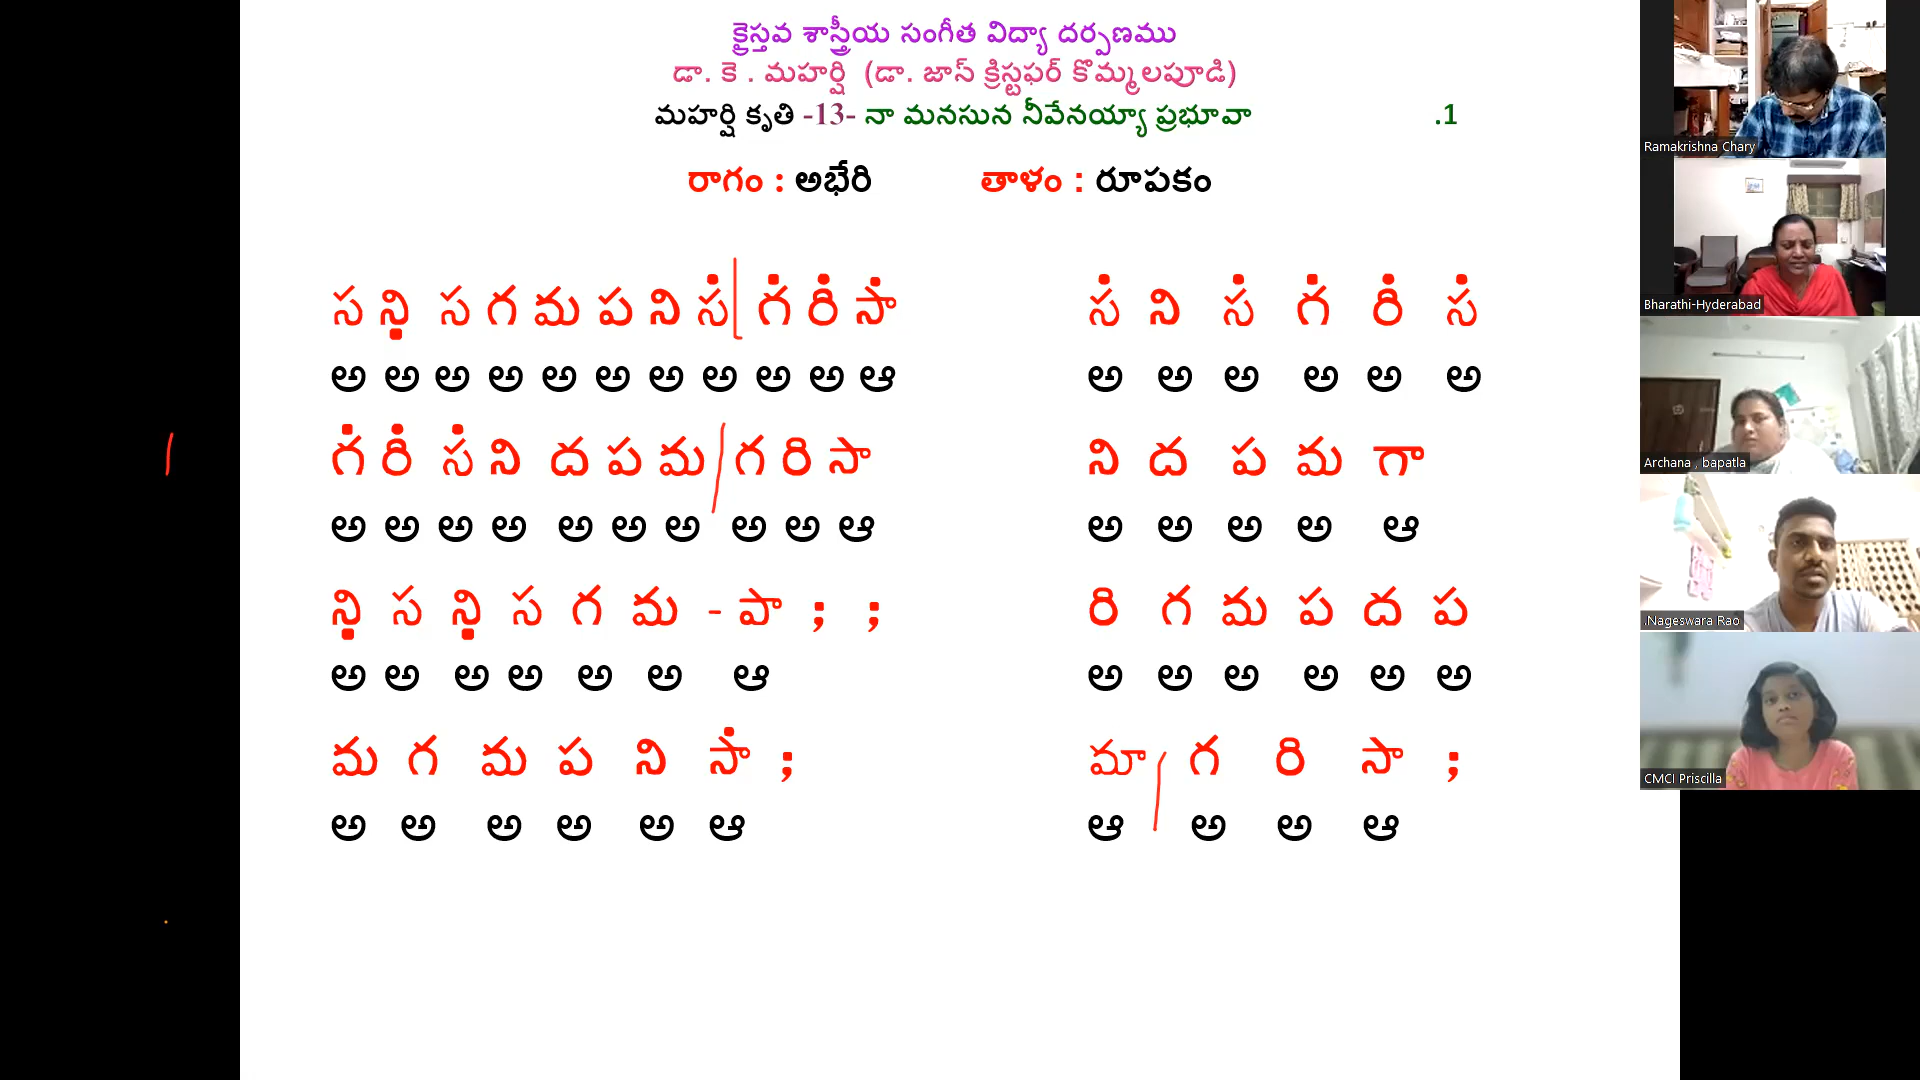 క్రైస్తవ శాస్త్రీయ సంగీత విద్యా దర్పణము
డా. కె . మహర్షి (డా. జాస్ క్రిస్టఫర్ కొమ్మలపూడి)
మహర్షి కృతి -13- నా మనసున నీవేనయ్యా ప్రభూవా .1
రాగం : అభేరి తాళం : రూపకం
స ని̣ స గ మ ప ని స̇ గ̇ రి̇ సా̇ స̇ ని స̇ గ̇ రి̇ స̇
అ అ అ అ అ అ అ అ అ అ ఆ అ అ అ అ అ అ
గ̇ రి̇ స̇ ని ద ప మ గ రి సా ని ద ప మ గా
అ అ అ అ అ అ అ అ అ ఆ అ అ అ అ ఆ
ని̣ స ని̣ స గ మ - పా ; ; రి గ మ ప ద ప
అ అ అ అ అ అ ఆ అ అ అ అ అ అ
మ గ మ ప ని సా̇ ; మా గ రి సా ;
అ అ అ అ అ ఆ ఆ అ అ ఆ
Ramakrishna Chary
Bharathi-Hyderabad
Archana , bapatla
.Nageswara Rao
CMCI Priscilla